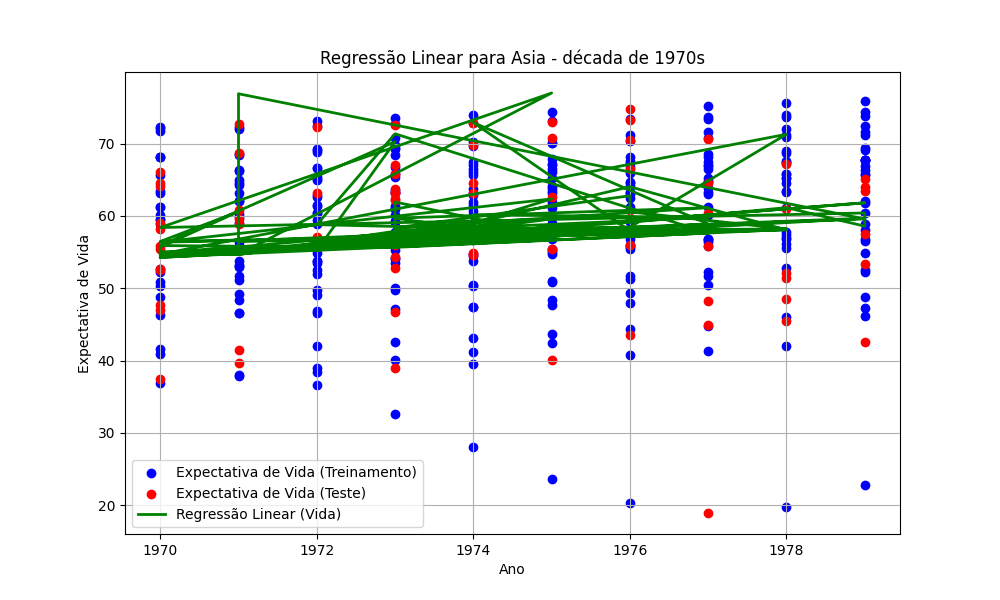 Regressão Linear para Asia - década de 1970s
Expectativa de Vida
70
60
50
40
30
20
Expectativa de Vida (Treinamento)
Expectativa de Vida (Teste)
Regressão Linear (Vida)
1970
1972
1974
1976
1978
Ano